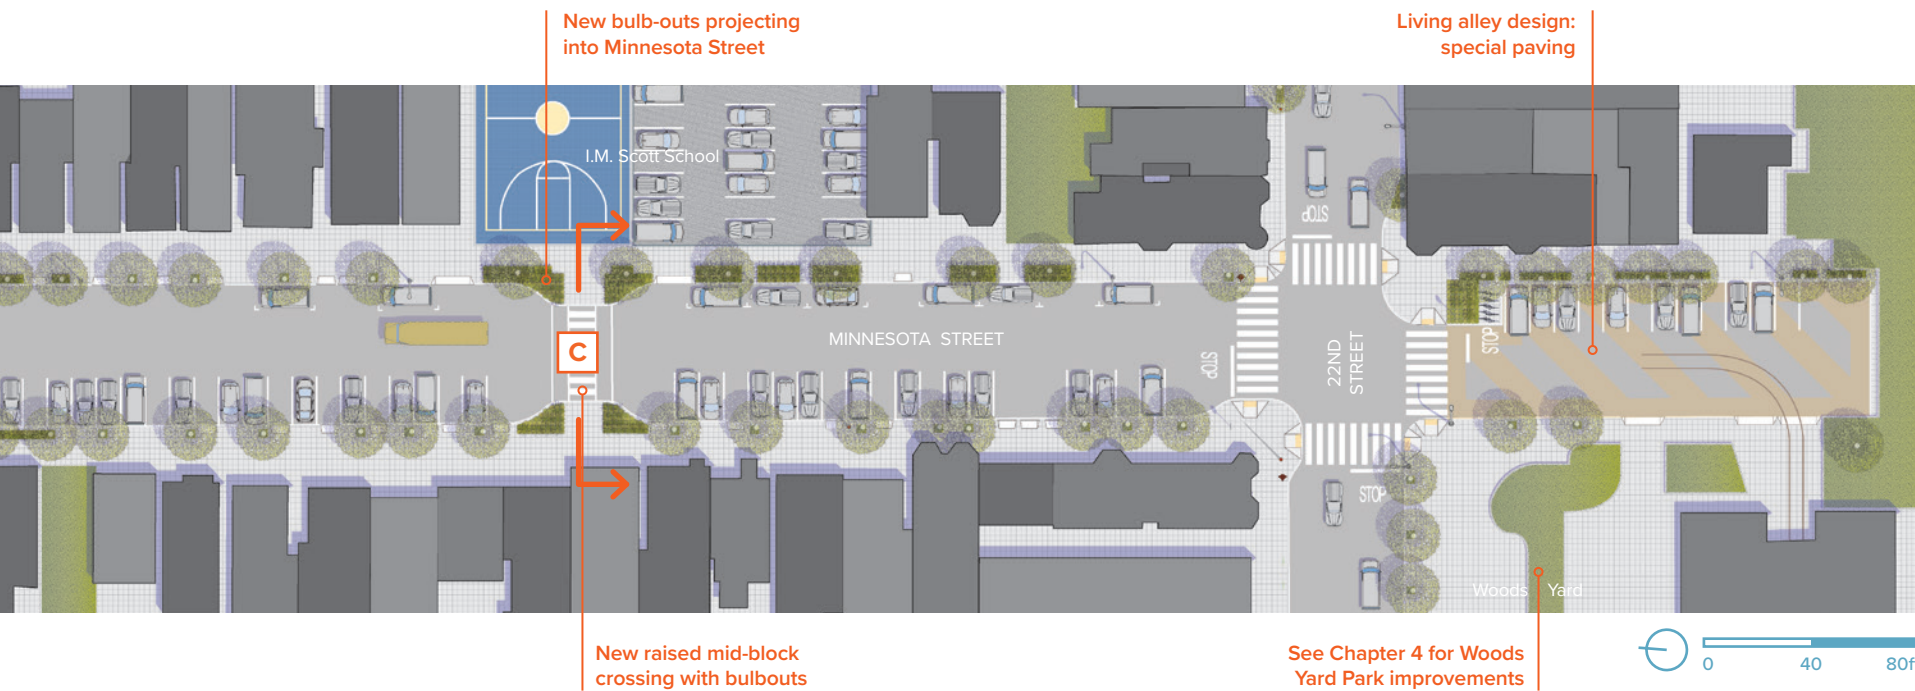 New bulb-outs projecting
into Minnesota Street
Living alley design:
special paving
I.M. Scott School
STOP
MINNESOTA STREET
STOP
22ND
STREET
STOP
STOP
C
Woods Yard
New raised mid-block
crossing with bulbouts
See Chapter 4 for Woods
Yard Park improvements
0 40 80f